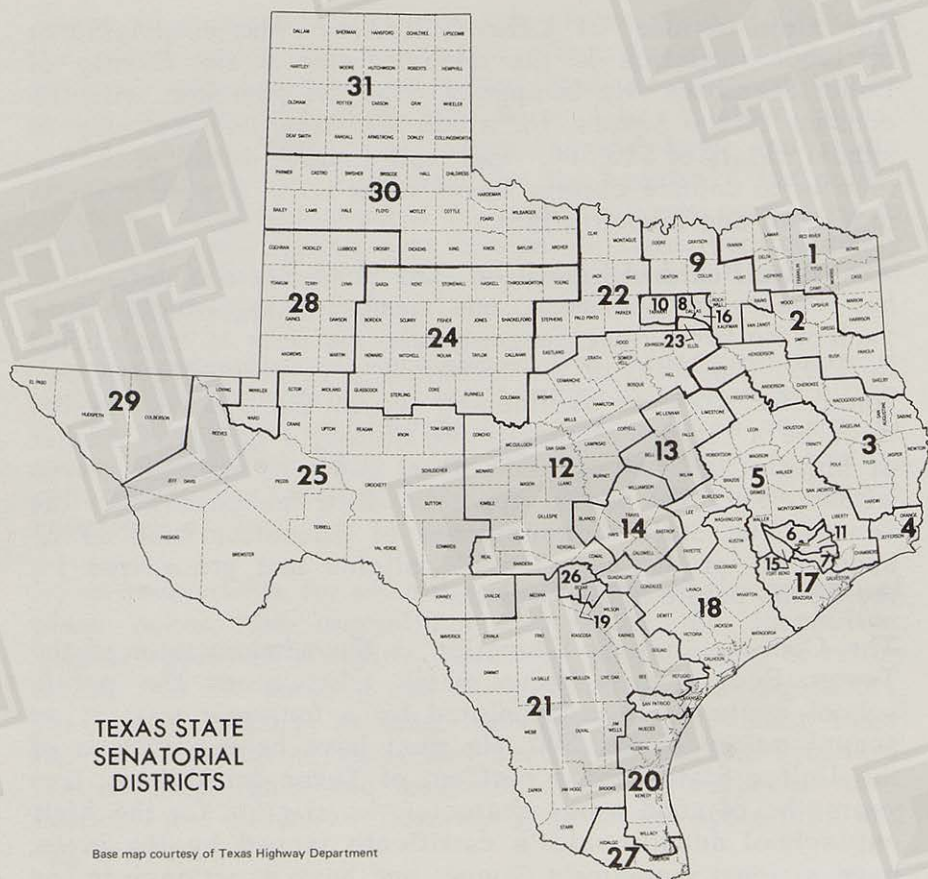 DALLAM SHERMAN HANSFORD OCHILTREE LIPSCOMB
HARTLEY MOORE HUTCHINSON ROBERTS HEMPHILL
31
OLDHAM POTTER CARSON GRAY WHEELER
DEAF SMITH RANDALL ARMSTRONG DONLEY COLLINGSWORTH
PARMER CASTRO SWISHER BRISCOE HALL CHILDRESS
30
HARDEMAN
BAILEY LAMB HALE FLOYD MOTLEY COTTLE FOARD WILBARGER WICHITA
COCHRAN HOCKLEY LUBBOCK CROSBY DICKENS KING KNOX BAYLOR ARCHER
CLAY MONTAGUE COOKE GRAYSON FANNIN LAMAR RED RIVER BOWIE
9 1
DELTA FRANKLIN TITUS MORRIS CASS
YOAKUM TERRY LYNN GARZA KENT STONEWALL HASKELL THROCKMORTON YOUNG
JACK WISE DENTON COLLIN HUNT HOPKINS CAMP
28 22 10 8 16
TARRANT DALLAS ROCK WALL RAINS WOOD UPSHUR MARION
GAINES DAWSON BORDEN SCURRY FISHER JONES SHACKELFORD STEPHENS PALO PINTO PARKER
24 23 2
KAUFMAN VAN ZANDT SMITH GREGG HARRISON
ANDREWS MARTIN HOWARD MITCHELL NOLAN TAYLOR CALLAHAN EASTLAND
HOOD JOHNSON ELLIS ERATH SOMER VELL HENDERSON RUSK PANOLA
EL PASO HUDSPETH CULBERSON
29
LOVING WINKLER ECTOR MIDLAND GLASSCOCK STERLING COKE RUNNELS COLEMAN BROWN
COMANCHE BOSQUE HILL NAVARRO ANDERSON CHEROKEE SHELBY
REEVES WARD CRANE UPTON REAGAN IRION TOM GREEN CONCHO
HAMILTON MC LENNAN LIMESTONE FREESTONE NACOGDOCHES SAN AUGUSTINE SABINE
MILLS CORYELL FALLS LEON HOUSTON ANGELINA
MC CULLOCH SAN SABA LAMPASAS
13 3
JEFF DAVIS PECOS CROCKETT SCHLEICHER MENARD
25 12 5
MASON LLANO BURNET BELL MILAM ROBERTSON MADISON TRINITY WALKER POLK TYLER JASPER NEWTON
SUTTON KIMBLE WILLIAMSON BRAZOS GRIMES SAN JACINTO
TERRELL GILLESPIE BLANCO TRAVIS BURLESON LEE MONTGOMERY LIBERTY HARDIN
PRESIDIO BREWSTER VAL VERDE EDWARDS KERR KENDALL HAYS BASTROP WASHINGTON WALLER ORANGE
14 6 11 4
REAL BANDERA COMAL CALDWELL FAYETTE AUSTIN JEFFERSON CHAMBERS
26 15 7
BEXAR GUADALUPE GONZALES COLORADO FORT BEND GALVESTON
KINNEY UVALDE MEDINA LAVACA WHARTON BRAZORIA
18 17
WILSON DEWITT
19
JACKSON MATAGORDA
MAVERICK ZAVALA FRIO ATASCOSA KARNES VICTORIA
GOLIAD CALHOUN
DIMMIT LA SALLE MC MULLEN LIVE OAK BEE REFUGIO
ARANSAS
SAN PATRICIO
21
WEBB DUVAL JIM WELLS NUECES
KLEBERG
20
ZAPATA JIM HOGG BROOKS KENEDY
STARR WILLACY
HIDALGO
27 CAMERON
TEXAS STATE
SENATORIAL
DISTRICTS
Base map courtesy of Texas Highway Department